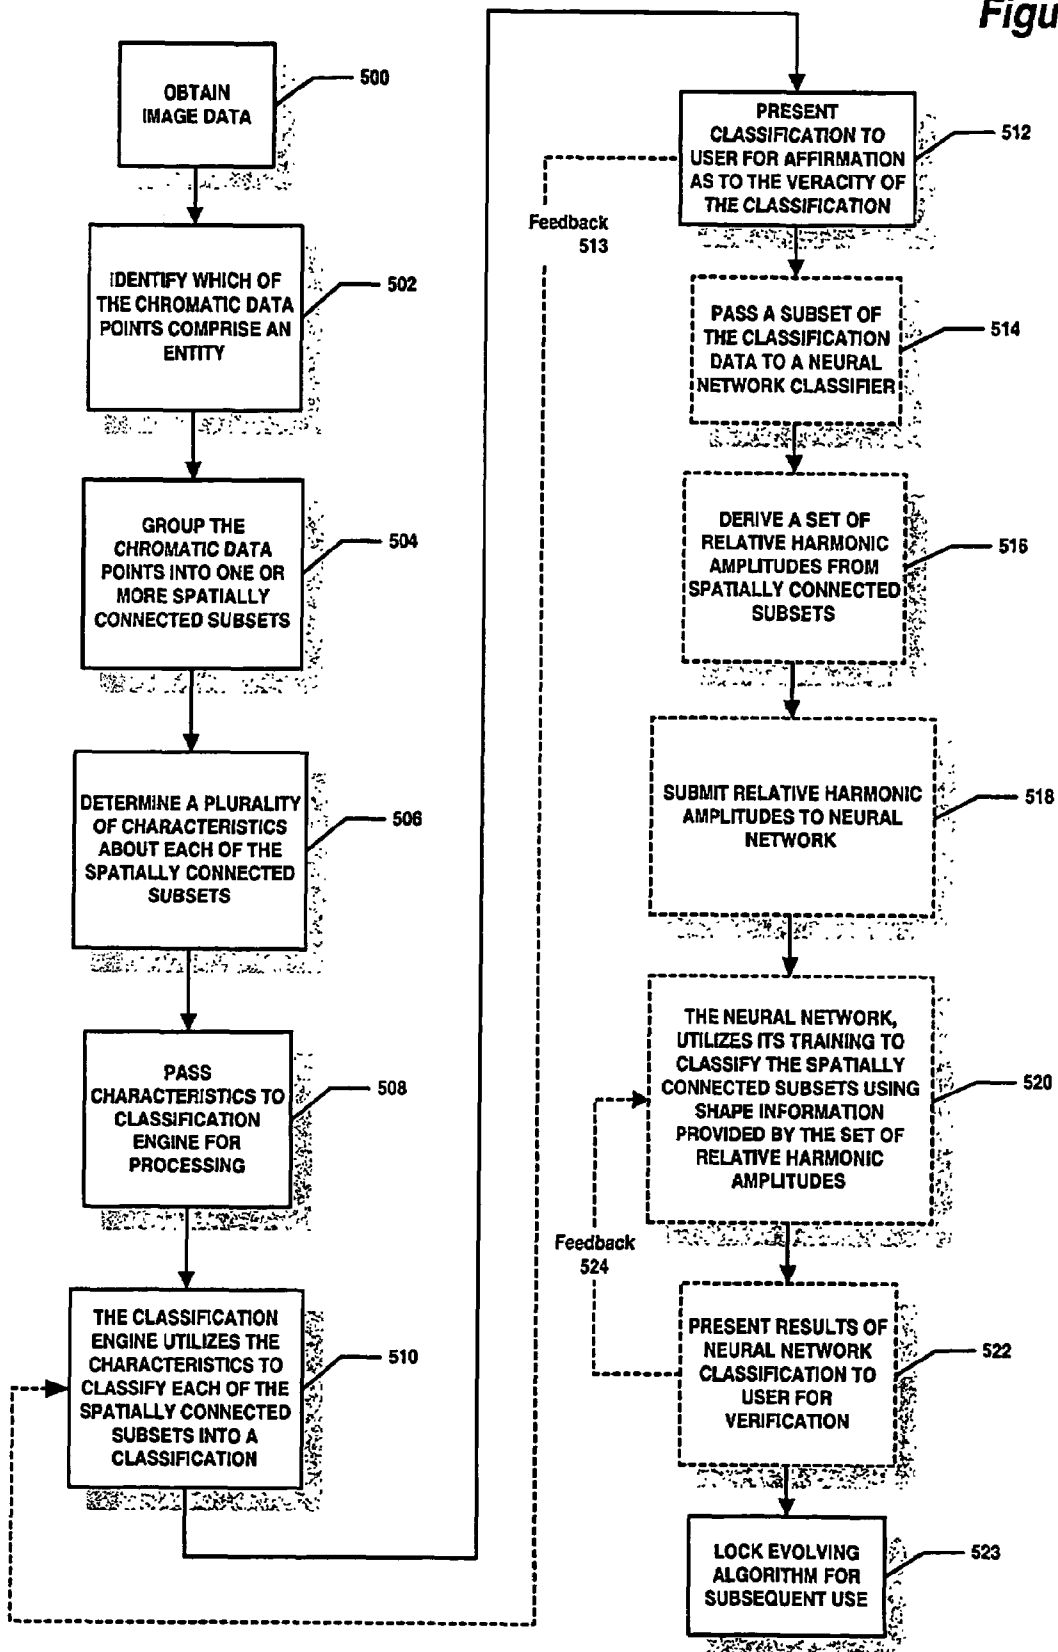 OBTAIN
IMAGE DATA
500
IDENTIFY WHICH OF
THE CHROMATIC DATA
POINTS COMPRISE AN
ENTITY
502
GROUP THE
CHROMATIC DATA
POINTS INTO ONE OR
MORE SPATIALLY
CONNECTED SUBSETS
504
DETERMINE A PLURALITY
OF CHARACTERISTICS
ABOUT EACH OF THE
SPATIALLY CONNECTED
SUBSETS
506
PASS
CHARACTERISTICS TO
CLASSIFICATION
ENGINE FOR
PROCESSING
508
THE CLASSIFICATION
ENGINE UTILIZES THE
CHARACTERISTICS TO
CLASSIFY EACH OF THE
SPATIALLY CONNECTED
SUBSETS INTO A
CLASSIFICATION
510
PRESENT
CLASSIFICATION TO
USER FOR AFFIRMATION
AS TO THE VERACITY OF
THE CLASSIFICATION
512
Feedback
513
PASS A SUBSET OF
THE CLASSIFICATION
DATA TO A NEURAL
NETWORK CLASSIFIER
514
DERIVE A SET OF
RELATIVE HARMONIC
AMPLITUDES FROM
SPATIALLY CONNECTED
SUBSETS
516
SUBMIT RELATIVE HARMONIC
AMPLITUDES TO NEURAL
NETWORK
518
THE NEURAL NETWORK,
UTILIZES ITS TRAINING TO
CLASSIFY THE SPATIALLY
CONNECTED SUBSETS USING
SHAPE INFORMATION
PROVIDED BY THE SET OF
RELATIVE HARMONIC
AMPLITUDES
520
Feedback
524
PRESENT RESULTS OF
NEURAL NETWORK
CLASSIFICATION TO
USER FOR
VERIFICATION
522
LOCK EVOLVING
ALGORITHM FOR
SUBSEQUENT USE
523